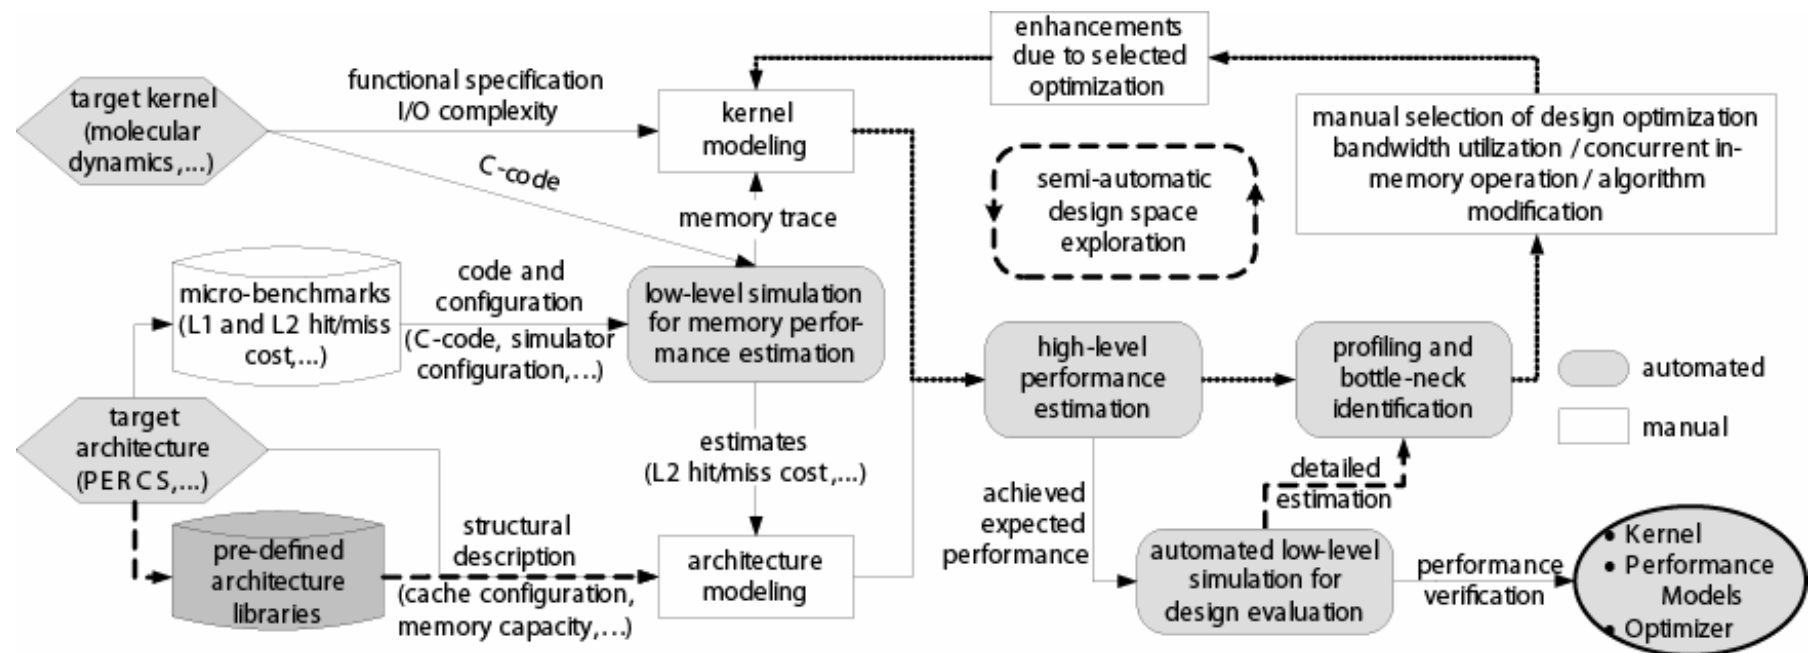 target kernel
(molecular
dynamics,...)
functional specification
I/O complexity
C-code
kernel
modeling
memory trace
enhancements
due to selected
optimization
manual selection of design optimization
bandwidth utilization / concurrent in-
memory operation / algorithm
modification
semi-automatic
design space
exploration
micro-benchmarks
(L1 and L2 hit/miss
cost,...)
code and
configuration
(C-code, simulator
configuration,...)
low-level simulation
for memory perfor-
mance estimation
high-level
performance
estimation
profiling and
bottle-neck
identification
automated
manual
target
architecture
(PERCS,...)
estimates
(L2 hit/miss cost,...)
pre-defined
architecture
libraries
structural
description
(cache configuration,
memory capacity,...)
architecture
modeling
achieved
expected
performance
detailed
estimation
automated low-level
simulation for
design evaluation
performance
verification
• Kernel
• Performance
Models
• Optimizer